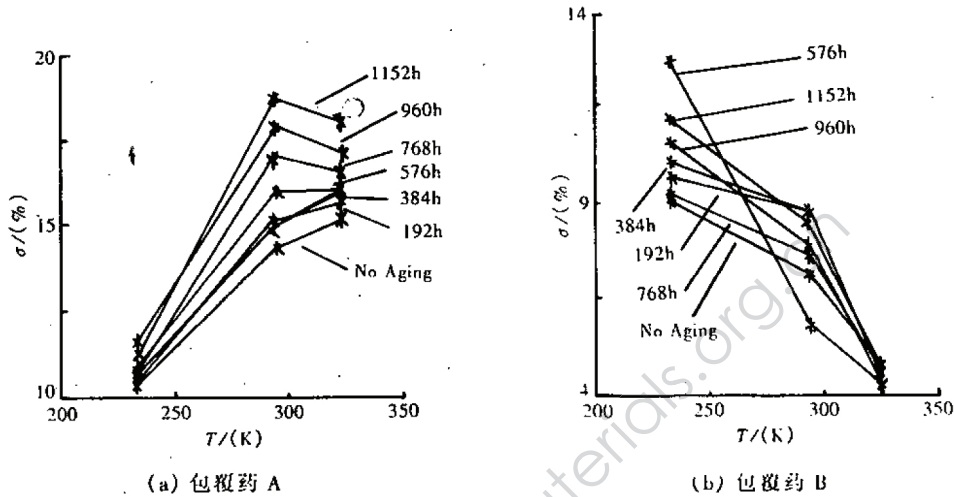 20
15
10
σ/(%)
200
250
300
350
T/(K)
1152h
960h
768h
576h
384h
192h
No Aging
(a) 包覆药 A
14
9
4
σ/(%)
200
250
300
350
T/(K)
576h
1152h
960h
384h
192h
768h
No Aging
(b) 包覆药 B